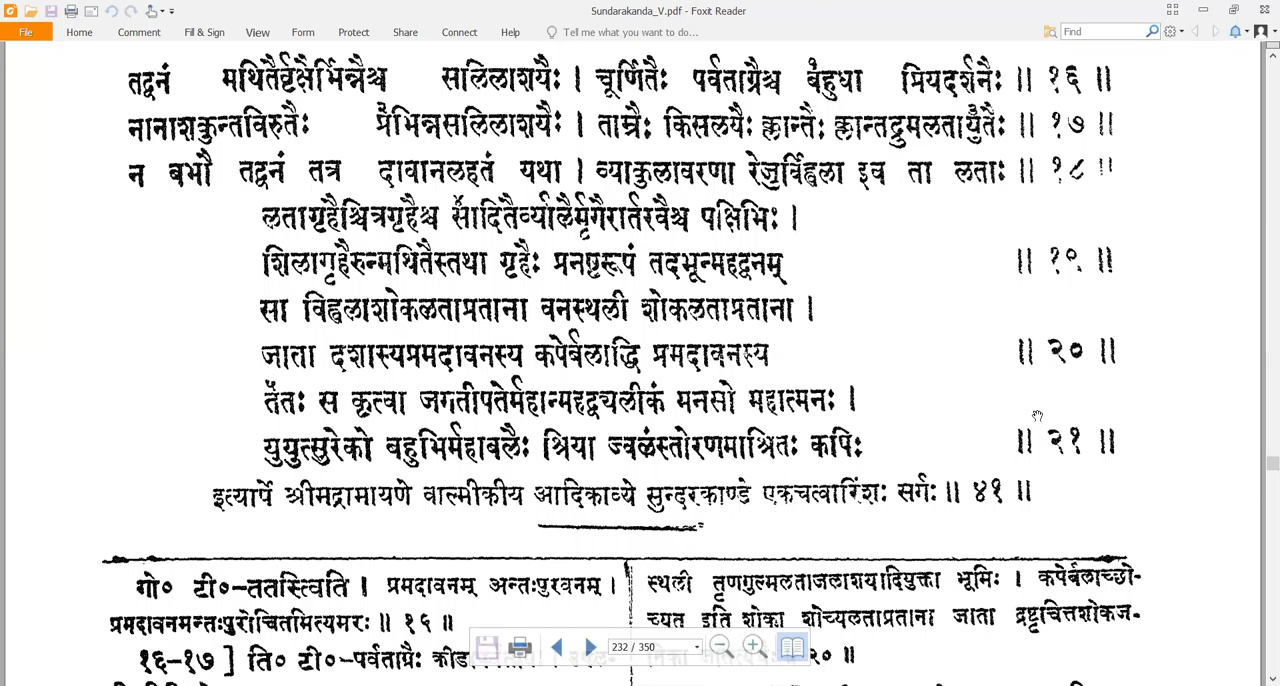 Sundarakanda_V.pdf - Foxit Reader
File Home Comment Fill & Sign View Form Protect Share Connect Help Tell me what you want to do... Find
तद्वनं मथितैर्वृक्षैर्भिन्नैश्च सलिलाशयैः । चूर्णितैः पर्वताग्रैश्च बहुधा प्रियदर्शनैः ॥ १६ ॥
नानाशकुन्तविरुतैः प्रभिन्नसलिलाशयैः । ताम्रैः किसलयैः क्लान्तैः क्लान्तद्रुमलतायुतैः ॥ १७ ॥
न बभौ तद्वनं तत्र दावानलहतं यथा । व्याकुलावरणा रेजुर्विह्वला इव ता लताः ॥ १८ ॥
लतागृहैश्चित्रगृहैश्च सादितैर्व्यालैर्मृगैरार्तरवैश्च पक्षिभिः ।
शिलागृहैरुन्मथितैस्तथा गृहैः प्रनष्टरूपं तदभून्महद्वनम् ॥ १९ ॥
सा विह्वलाशोकलताप्रताना वनस्थली शोकलताप्रताना ।
जाता दशास्यप्रमदावनस्य कपेर्बलाद्धि प्रमदावनस्य ॥ २० ॥
ततः स कृत्वा जगतीपतेर्महान्महद्व्यलीकं मनसो महात्मनः ।
युयुत्सुरेको बहुभिर्महाबलैः श्रिया ज्वलंस्तोरणमाश्रितः कपिः ॥ २१ ॥
इत्यार्षे श्रीमद्रामायणे वाल्मीकीय आदिकाव्ये सुन्दरकाण्डे एकचत्वारिंशः सर्गः ॥ ४१ ॥
गो० टी०-ततस्त्विति । प्रमदावनम् अन्तःपुरवनम् ।
प्रमदावनमन्तःपुरोचितमित्यमरः ॥ १६ ॥
१६-१७ ] ति० टी०-पर्वताग्रैः
स्थली तृणगुल्मलताजलाशयादियुक्ता भूमिः । कपेर्बलाच्छो-
च्यत इति शोका शोच्यलताप्रताना जाता द्रष्टृचित्तशोकज-
२० ॥
232 / 350